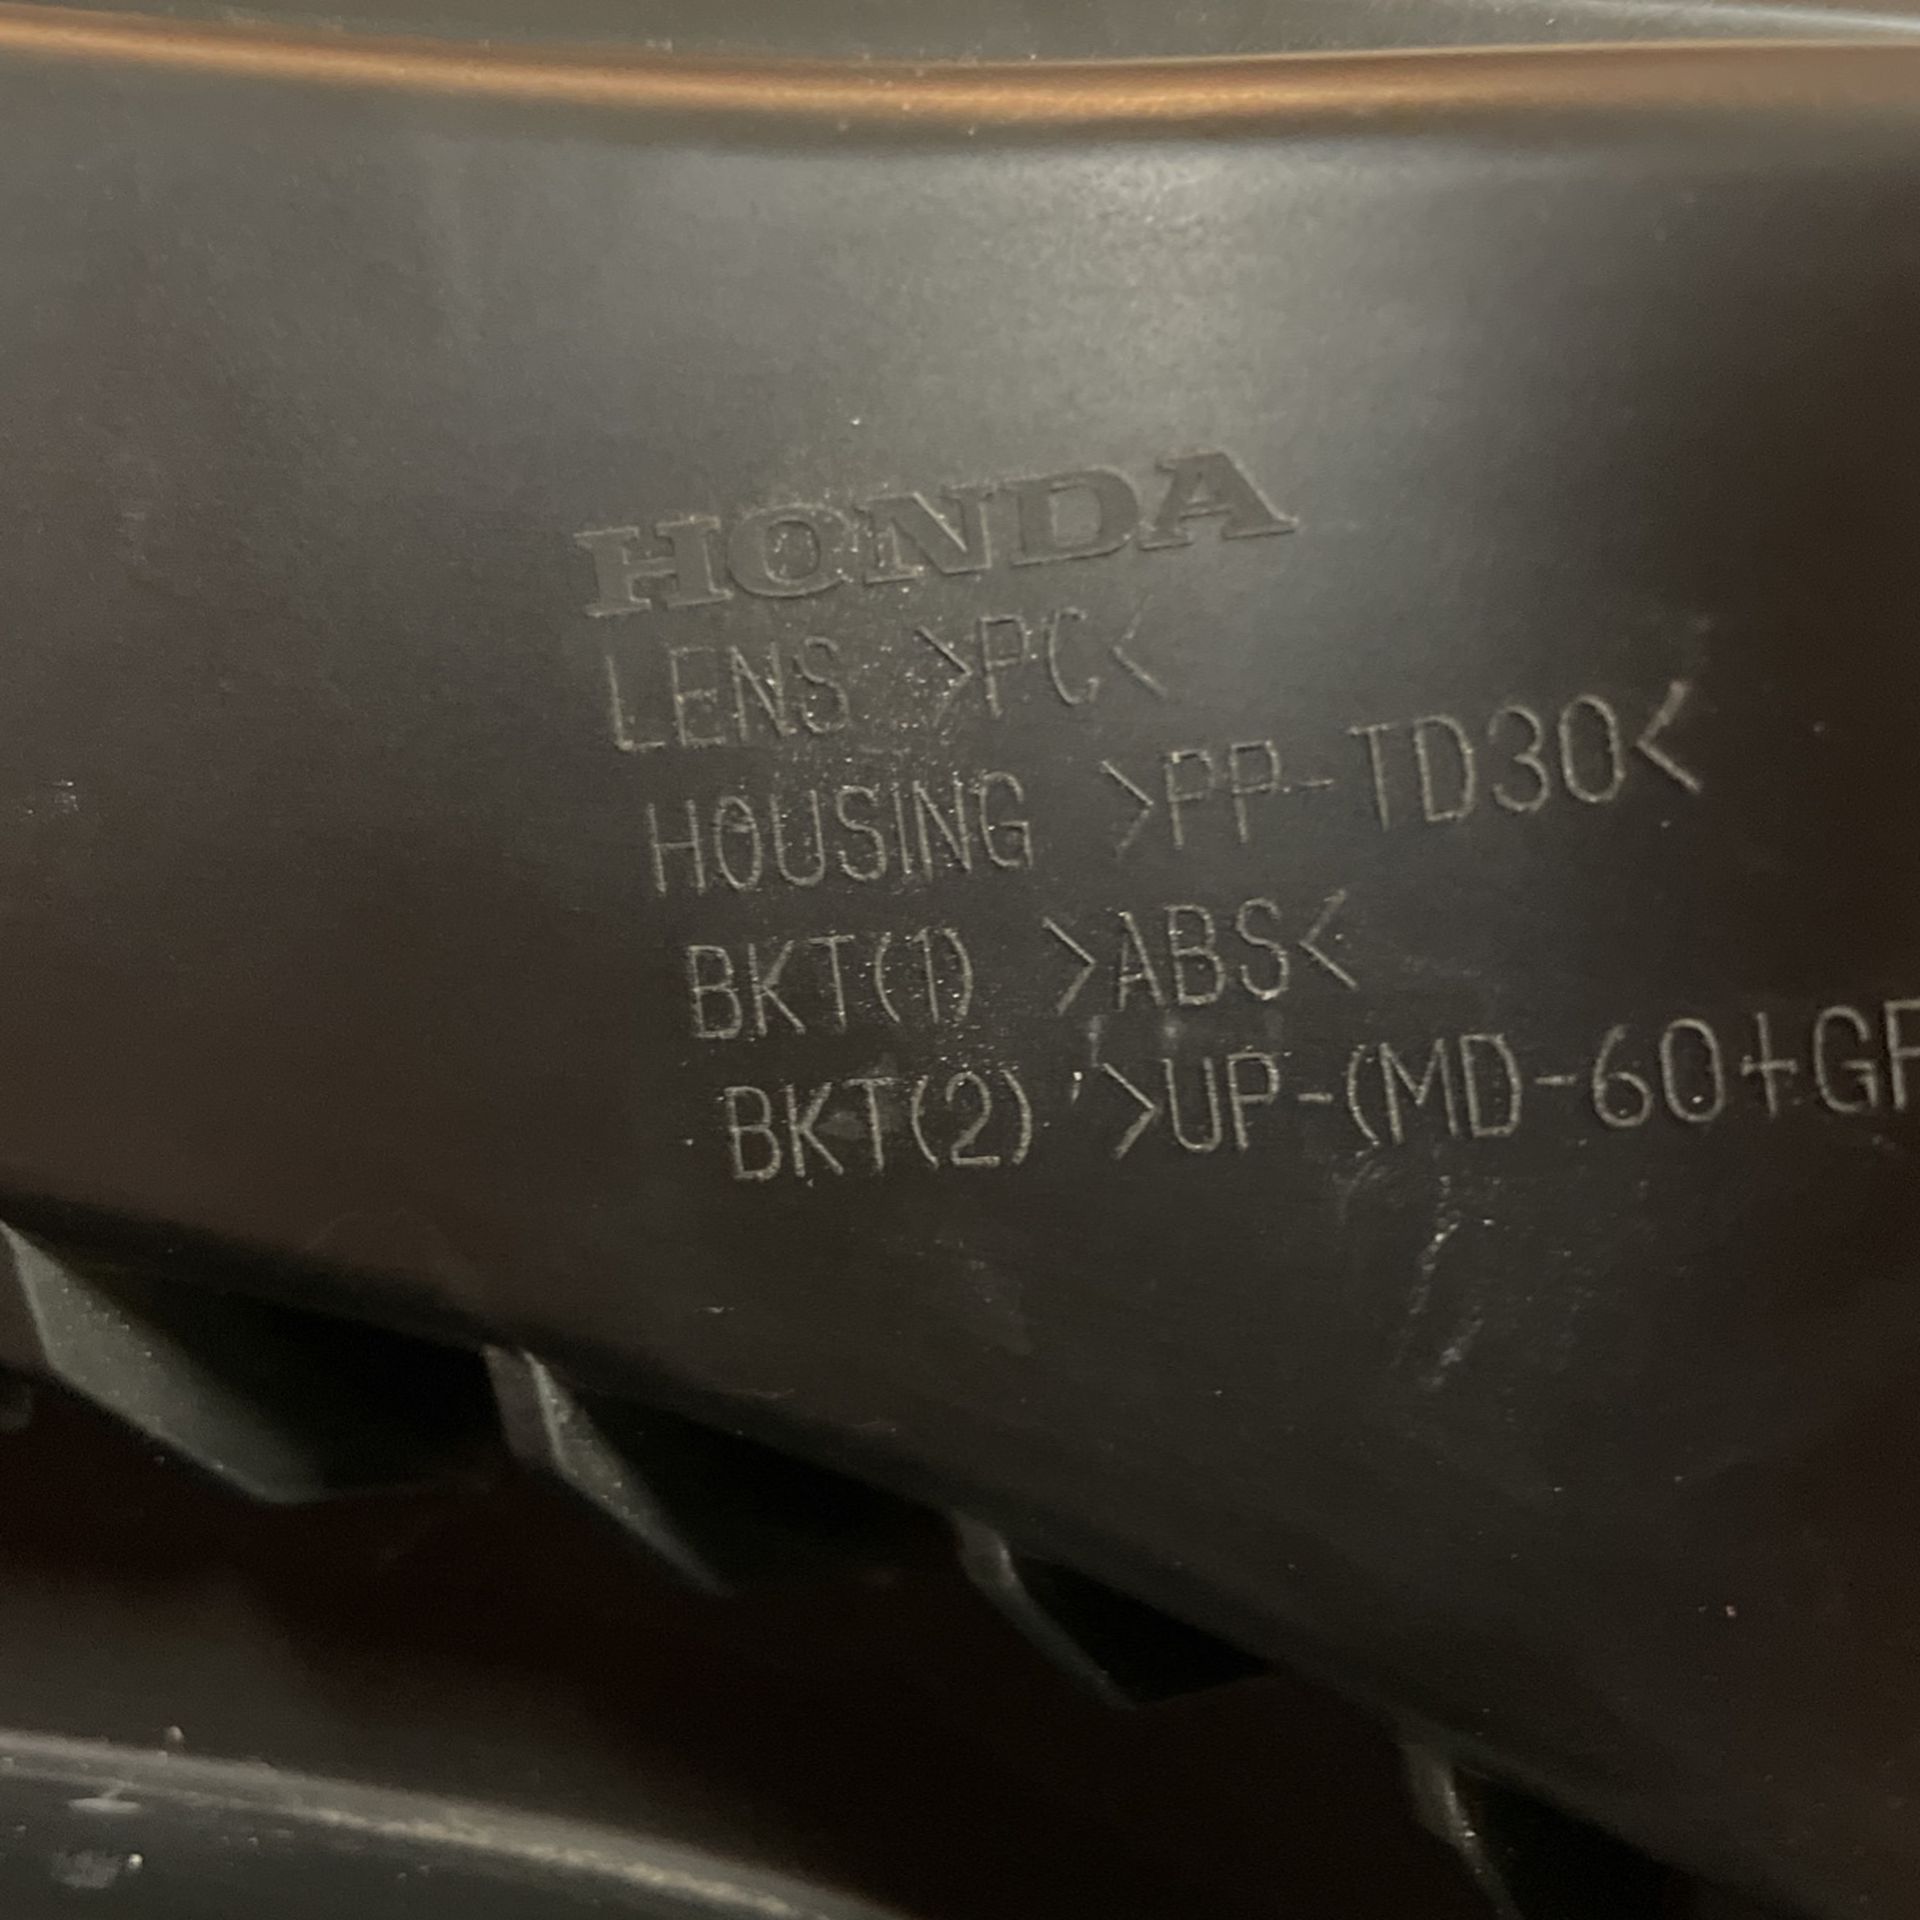 HONDA
LENS >PC<
HOUSING >PP-TD30<
BKT(1) >ABS<
BKT(2) >UP-(MD-60+GF